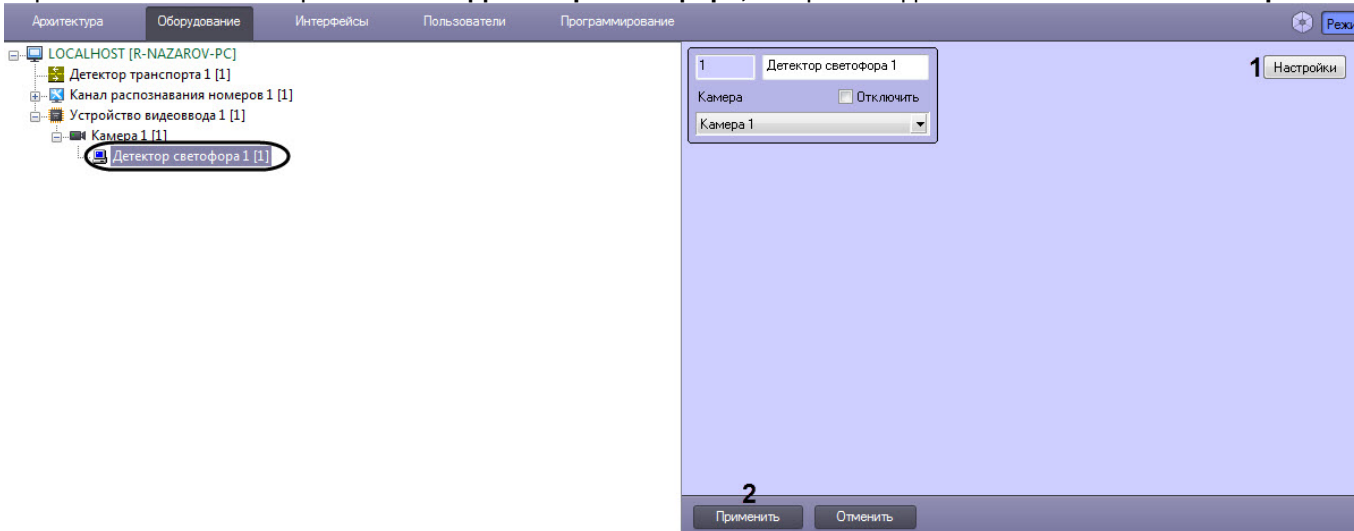 Архитектура Оборудование Интерфейсы Пользователи Программирование
LOCALHOST [R-NAZAROV-PC]
Детектор транспорта 1 [1]
Канал распознавания номеров 1 [1]
Устройство видеоввода 1 [1]
Камера 1 [1]
Детектор светофора 1 [1]
1 Детектор светофора 1
Камера Отключить
Камера 1
1 Настройки
2
Применить Отменить